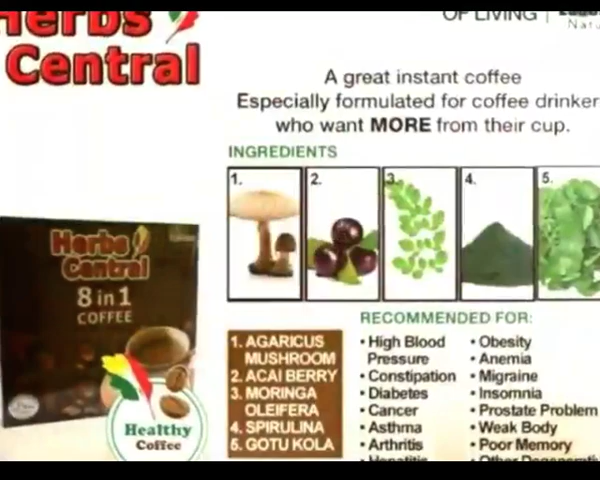 Herbs
Central
OF LIVING
A great instant coffee
Especially formulated for coffee drinker
who want MORE from their cup.
INGREDIENTS
1. 2. 3. 4. 5.
Herbs
Central
8 in 1
COFFEE
Healthy
Coffee
1. AGARICUS
MUSHROOM
2. ACAI BERRY
3. MORINGA
OLEIFERA
4. SPIRULINA
5. GOTU KOLA
RECOMMENDED FOR:
• High Blood
Pressure
• Constipation
• Diabetes
• Cancer
• Asthma
• Arthritis
• Hepatitis
• Obesity
• Anemia
• Migraine
• Insomnia
• Prostate Problem
• Weak Body
• Poor Memory
• Other Degenerativ